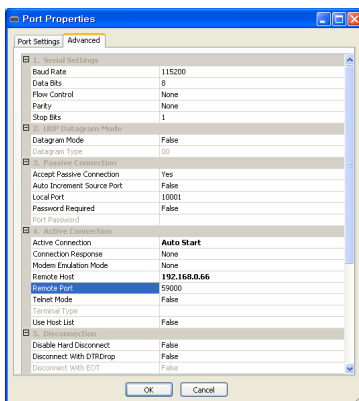 Port Properties
Port Settings Advanced
1. Serial Settings
Baud Rate 115200
Data Bits 8
Flow Control None
Parity None
Stop Bits 1
2. UDP Datagram Mode
Datagram Mode False
Datagram Type 00
3. Passive Connection
Accept Passive Connection Yes
Auto Increment Source Port False
Local Port 10001
Password Required False
Port Password
4. Active Connection
Active Connection Auto Start
Connection Response None
Modem Emulation Mode None
Remote Host 192.168.0.66
Remote Port 59000
Telnet Mode False
Terminal Type
Use Host List False
5. Disconnection
Disable Hard Disconnect False
Disconnect With DTRDrop False
Disconnect With EOT False
OK Cancel